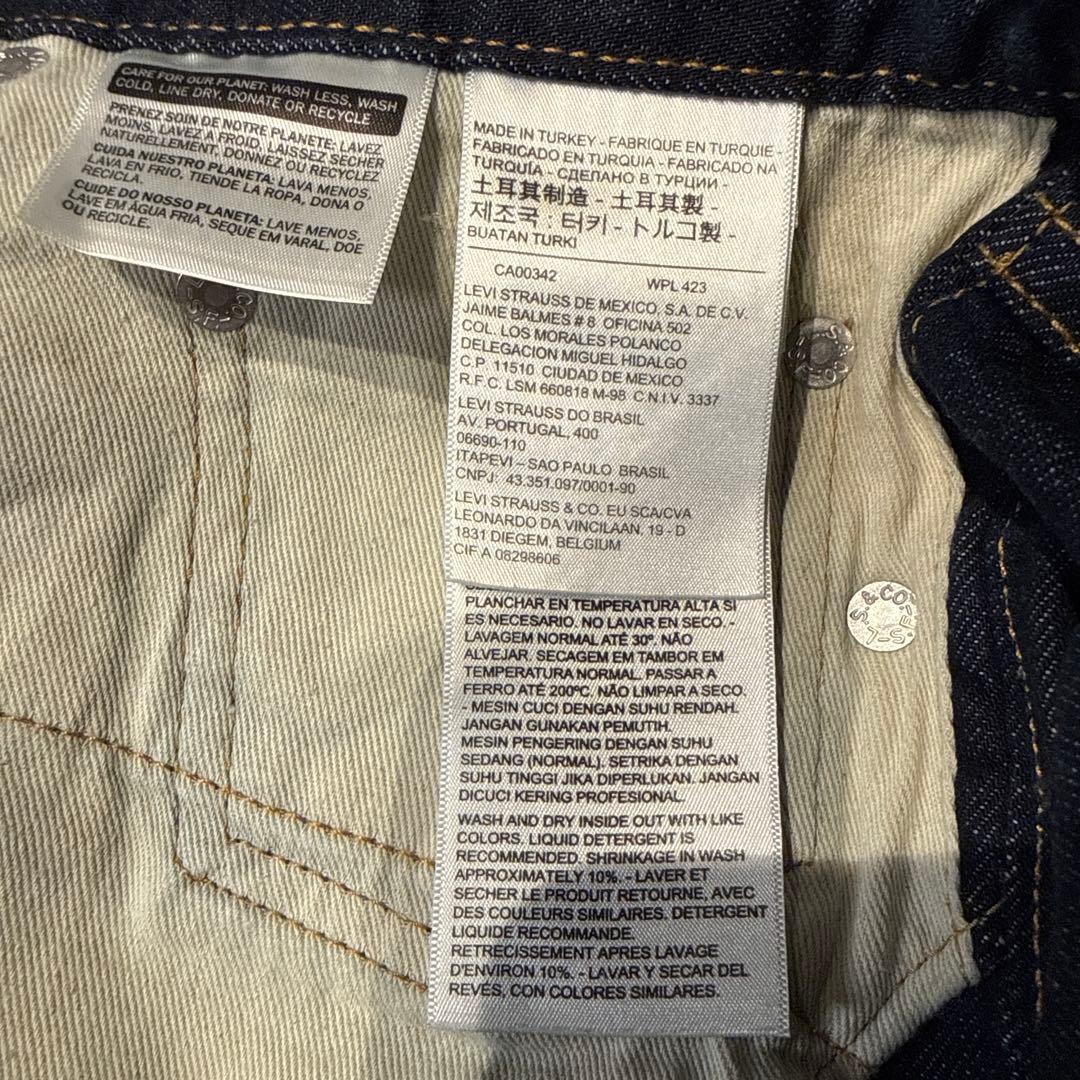 CARE FOR OUR PLANET: WASH LESS, WASH
COLD, LINE DRY, DONATE OR RECYCLE
PRENEZ SOIN DE NOTRE PLANETE: LAVEZ
MOINS, LAVEZ A FROID, LAISSEZ SECHER
NATURELLEMENT, DONNEZ OU RECYCLEZ
CUIDA NUESTRO PLANETA: LAVA MENOS,
LAVA EN FRIO, TIENDE LA ROPA, DONA O
RECICLA.
CUIDE DO NOSSO PLANETA: LAVE MENOS,
LAVE EM ÁGUA FRIA, SEQUE EM VARAL, DOE
OU RECICLE.
MADE IN TURKEY - FABRIQUE EN TURQUIE -
FABRICADO EN TURQUIA - FABRICADO NA
TURQUÍA - СДЕЛАНО В ТУРЦИИ -
土耳其制造 - 土耳其製 -
제조국 : 터키 - トルコ製 -
BUATAN TURKI
CA00342 WPL 423
LEVI STRAUSS DE MEXICO, S.A. DE C.V.
JAIME BALMES # 8 OFICINA 502
COL. LOS MORALES POLANCO
DELEGACION MIGUEL HIDALGO
C.P. 11510 CIUDAD DE MEXICO
R.F.C. LSM 660818 M-98 C.N.I.V. 3337
LEVI STRAUSS DO BRASIL
AV. PORTUGAL, 400
06690-110
ITAPEVI – SAO PAULO BRASIL
CNPJ: 43.351.097/0001-90
LEVI STRAUSS & CO. EU SCA/CVA
LEONARDO DA VINCILAAN, 19 - D
1831 DIEGEM, BELGIUM
CIF.A 08298606
PLANCHAR EN TEMPERATURA ALTA SI
ES NECESARIO. NO LAVAR EN SECO. -
LAVAGEM NORMAL ATÉ 30º. NÃO
ALVEJAR. SECAGEM EM TAMBOR EM
TEMPERATURA NORMAL. PASSAR A
FERRO ATÉ 200ºC. NÃO LIMPAR A SECO.
- MESIN CUCI DENGAN SUHU RENDAH.
JANGAN GUNAKAN PEMUTIH.
MESIN PENGERING DENGAN SUHU
SEDANG (NORMAL). SETRIKA DENGAN
SUHU TINGGI JIKA DIPERLUKAN. JANGAN
DICUCI KERING PROFESIONAL.
WASH AND DRY INSIDE OUT WITH LIKE
COLORS. LIQUID DETERGENT IS
RECOMMENDED. SHRINKAGE IN WASH
APPROXIMATELY 10%. - LAVER ET
SECHER LE PRODUIT RETOURNE, AVEC
DES COULEURS SIMILAIRES. DETERGENT
LIQUIDE RECOMMANDE.
RETRECISSEMENT APRES LAVAGE
D'ENVIRON 10%. - LAVAR Y SECAR DEL
REVES, CON COLORES SIMILARES.
S. & CO.
L.S.